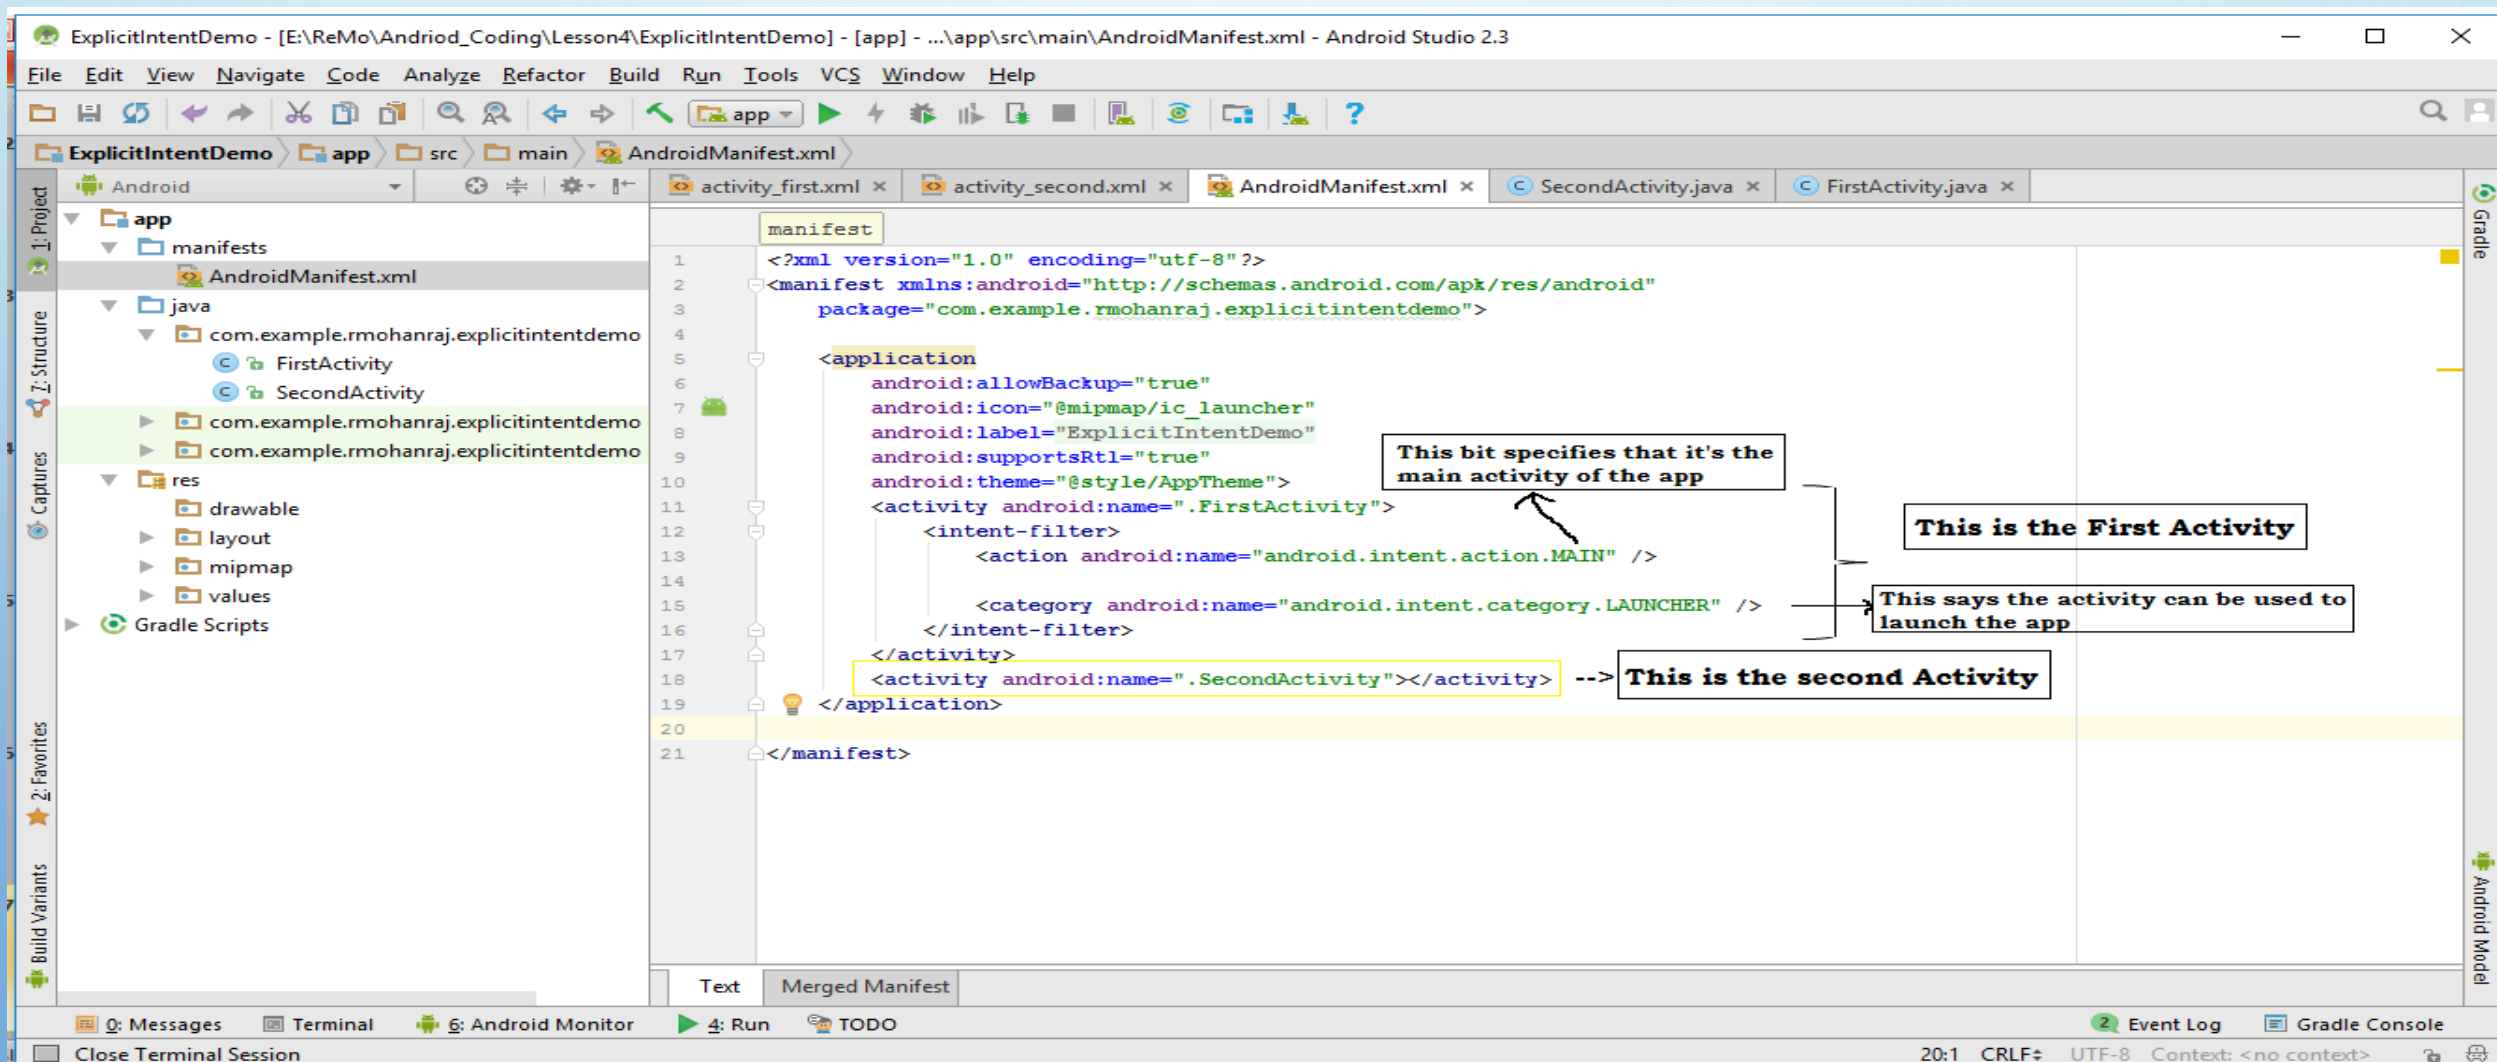 ExplicitIntentDemo - [E:\ReMo\Andriod_Coding\Lesson4\ExplicitIntentDemo] - [app] - ...\app\src\main\AndroidManifest.xml - Android Studio 2.3
File Edit View Navigate Code Analyze Refactor Build Run Tools VCS Window Help
app
ExplicitIntentDemo app src main AndroidManifest.xml
Android
activity_first.xml activity_second.xml AndroidManifest.xml SecondActivity.java FirstActivity.java
1: Project
7: Structure
Captures
2: Favorites
Build Variants
app
manifests
AndroidManifest.xml
java
com.example.rmohanraj.explicitintentdemo
FirstActivity
SecondActivity
com.example.rmohanraj.explicitintentdemo
com.example.rmohanraj.explicitintentdemo
res
drawable
layout
mipmap
values
Gradle Scripts
manifest
1 <?xml version="1.0" encoding="utf-8"?>
2 <manifest xmlns:android="http://schemas.android.com/apk/res/android"
3 package="com.example.rmohanraj.explicitintentdemo">
4
5 <application
6 android:allowBackup="true"
7 android:icon="@mipmap/ic_launcher"
8 android:label="ExplicitIntentDemo"
9 android:supportsRtl="true"
10 android:theme="@style/AppTheme">
11 <activity android:name=".FirstActivity">
12 <intent-filter>
13 <action android:name="android.intent.action.MAIN" />
14
15 <category android:name="android.intent.category.LAUNCHER" />
16 </intent-filter>
17 </activity>
18 <activity android:name=".SecondActivity"></activity>
19 </application>
20
21 </manifest>
This bit specifies that it's the
main activity of the app
This is the First Activity
This says the activity can be used to
launch the app
--> This is the second Activity
Gradle
Android Model
Text Merged Manifest
0: Messages Terminal 6: Android Monitor 4: Run TODO
2 Event Log Gradle Console
Close Terminal Session
20:1 CRLF UTF-8 Context: <no context>